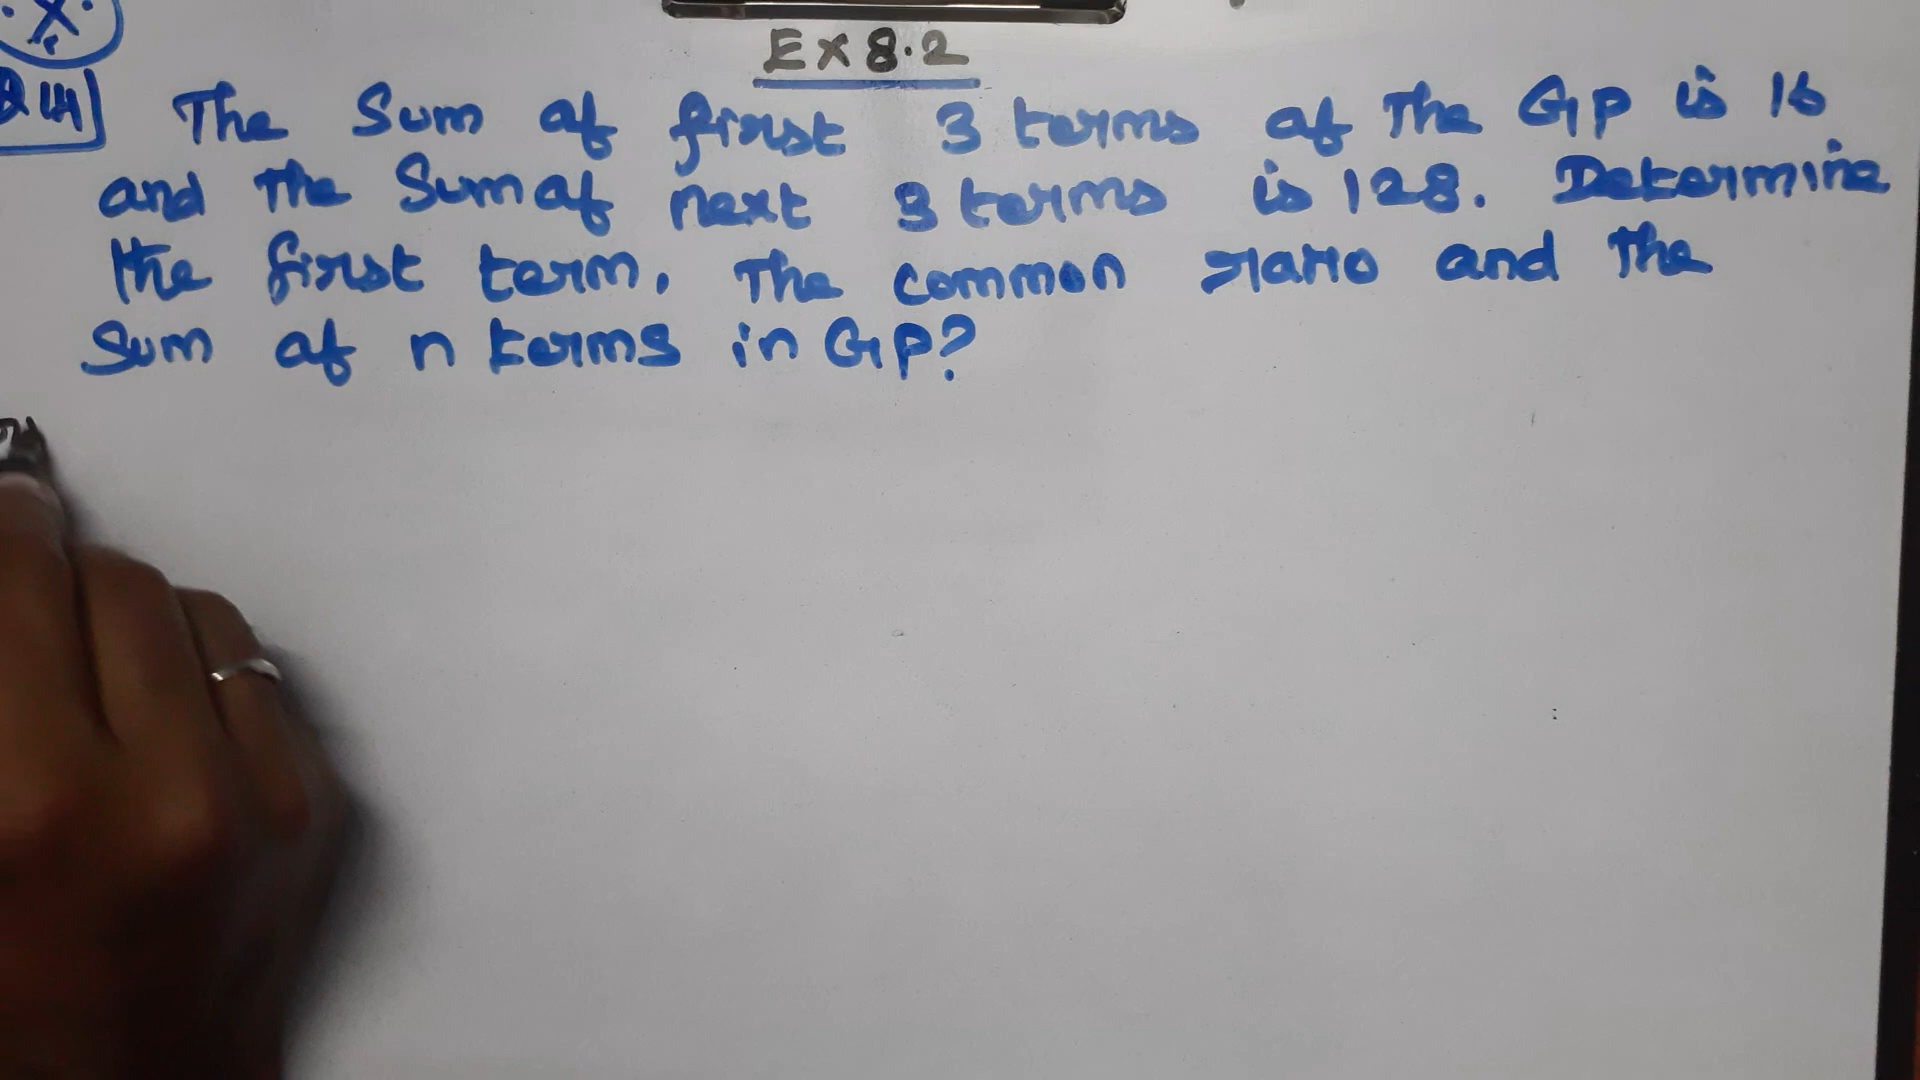 Ex 8.2
Q14] The Sum of first 3 terms of The GP is 16
and The Sum of next 3 terms is 128. Determine
the first term, The common ratio and The
Sum of n terms in GP?